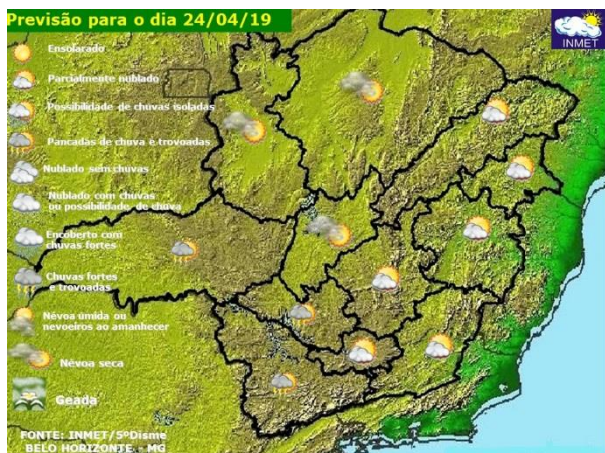 Previsão para o dia 24/04/19
INMET
Ensolarado
Parcialmente nublado
Possibilidade de chuvas isoladas
Pancadas de chuva e trovoadas
Nublado sem chuvas
Nublado com chuvas
ou possibilidade de chuva
Encoberto com
chuvas fortes
Chuvas fortes
e trovoadas
Névoa úmida ou
nevoeiros ao amanhecer
Névoa seca
Geada
FONTE: INMET/5ºDisme
BELO HORIZONTE - MG